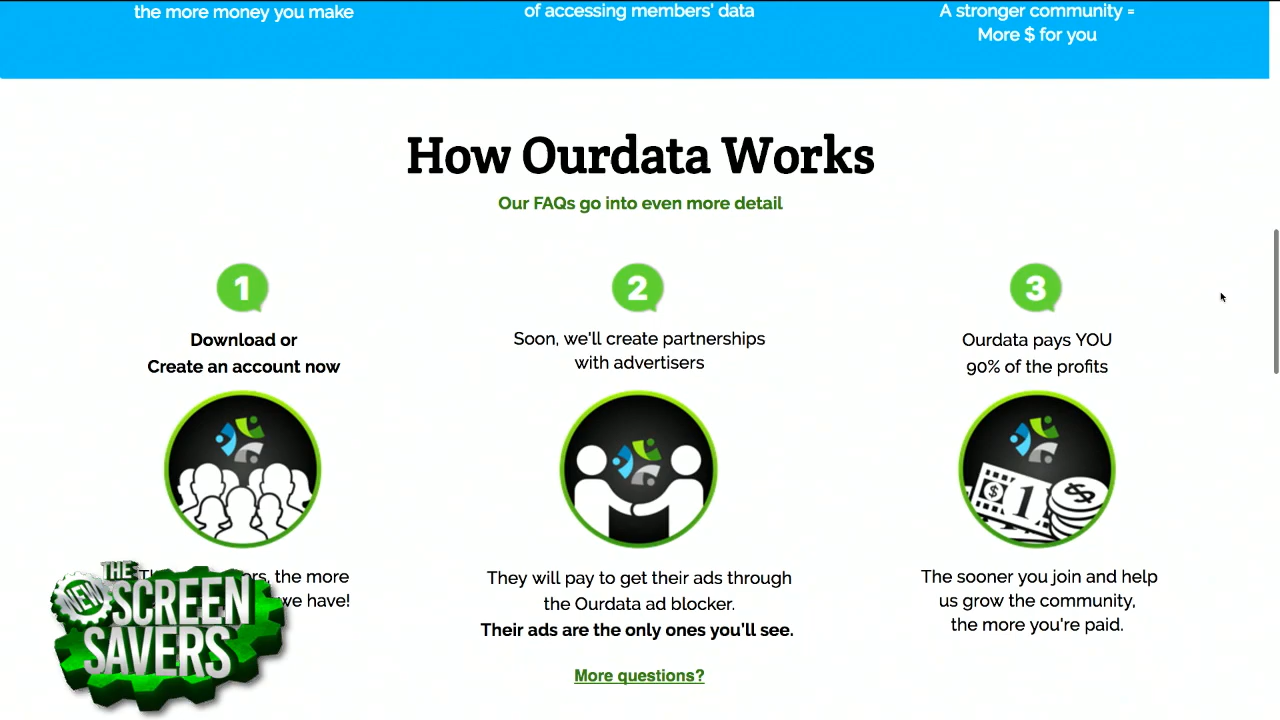 the more money you make
of accessing members' data
A stronger community =
More $ for you
How Ourdata Works
Our FAQs go into even more detail
1
Download or
Create an account now
2
Soon, we'll create partnerships
with advertisers
3
Ourdata pays YOU
90% of the profits
$ 1
$
the more
we have!
They will pay to get their ads through
the Ourdata ad blocker.
Their ads are the only ones you'll see.
The sooner you join and help
us grow the community,
the more you're paid.
More questions?
THE
NEW
SCREEN
SAVERS